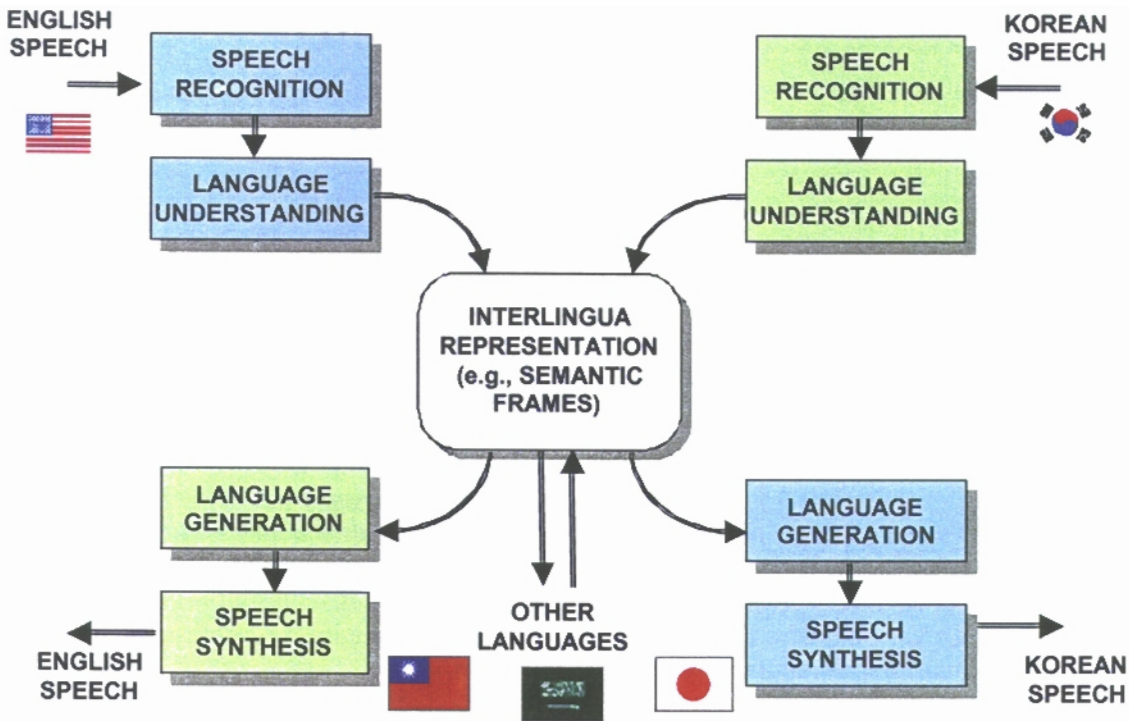 ENGLISH
SPEECH
SPEECH
RECOGNITION
LANGUAGE
UNDERSTANDING
KOREAN
SPEECH
SPEECH
RECOGNITION
LANGUAGE
UNDERSTANDING
INTERLINGUA
REPRESENTATION
(e.g., SEMANTIC
FRAMES)
LANGUAGE
GENERATION
SPEECH
SYNTHESIS
ENGLISH
SPEECH
OTHER
LANGUAGES
LANGUAGE
GENERATION
SPEECH
SYNTHESIS
KOREAN
SPEECH